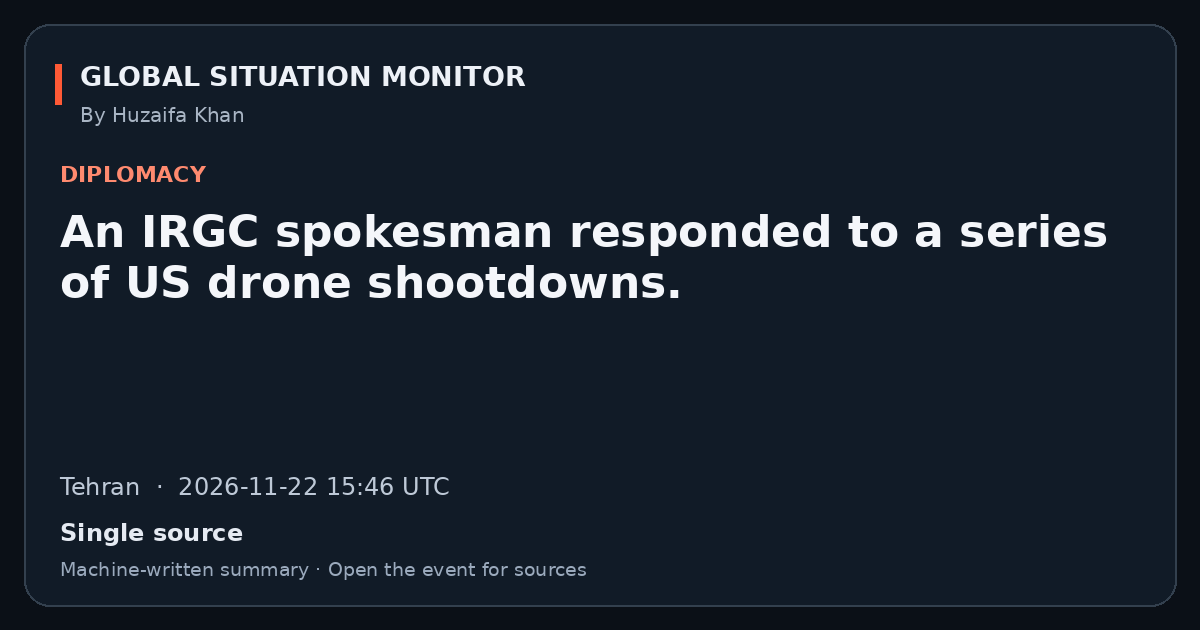 GLOBAL SITUATION MONITOR
By Huzaifa Khan
DIPLOMACY
An IRGC spokesman responded to a series
of US drone shootdowns.
Tehran · 2026-11-22 15:46 UTC
Single source
Machine-written summary · Open the event for sources